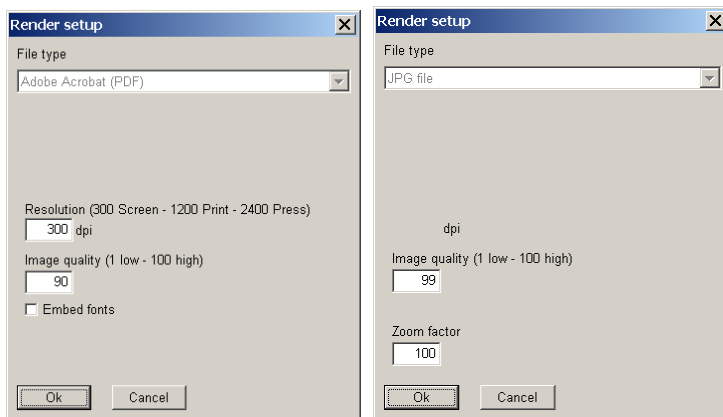 Render setup
File type
Adobe Acrobat (PDF)
Resolution (300 Screen - 1200 Print - 2400 Press)
300 dpi
Image quality (1 low - 100 high)
90
Embed fonts
Ok Cancel
Render setup
File type
JPG file
dpi
Image quality (1 low - 100 high)
99
Zoom factor
100
Ok Cancel